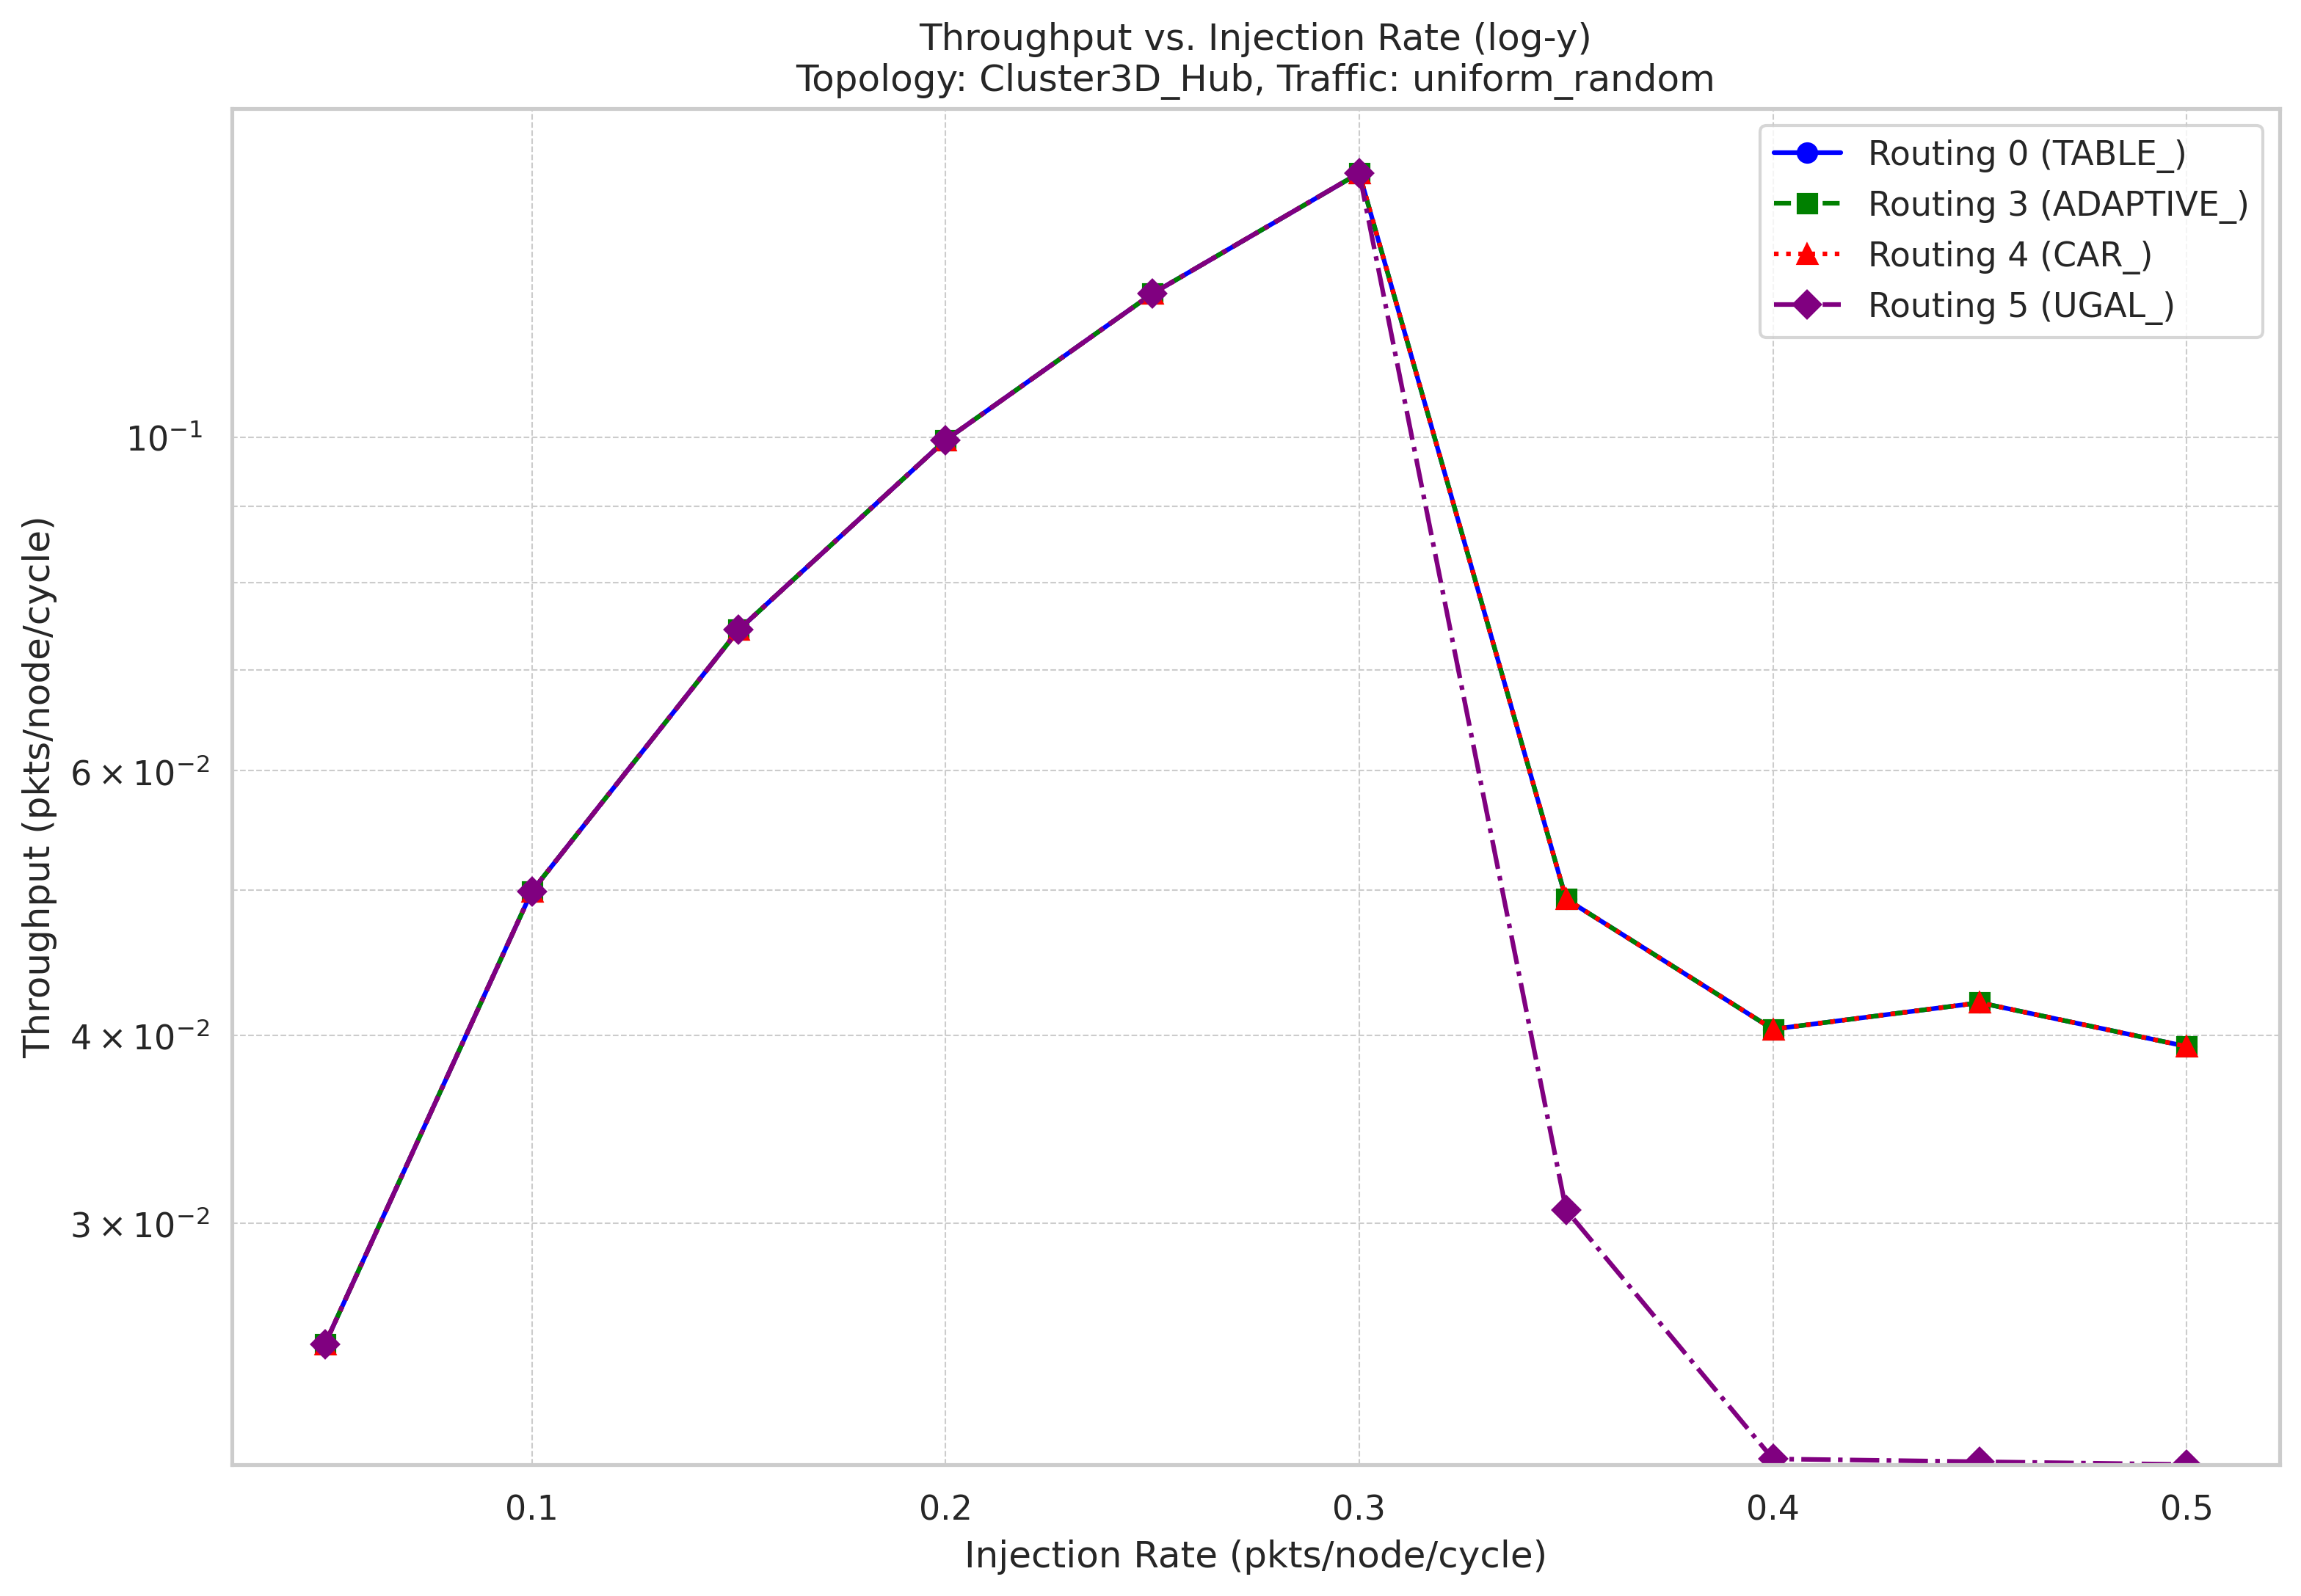 Throughput vs. Injection Rate (log-y)
Topology: Cluster3D_Hub, Traffic: uniform_random
Routing 0 (TABLE_)
Routing 3 (ADAPTIVE_)
Routing 4 (CAR_)
Routing 5 (UGAL_)
Throughput (pkts/node/cycle)
10⁻¹
6 × 10⁻²
4 × 10⁻²
3 × 10⁻²
0.1 0.2 0.3 0.4 0.5
Injection Rate (pkts/node/cycle)